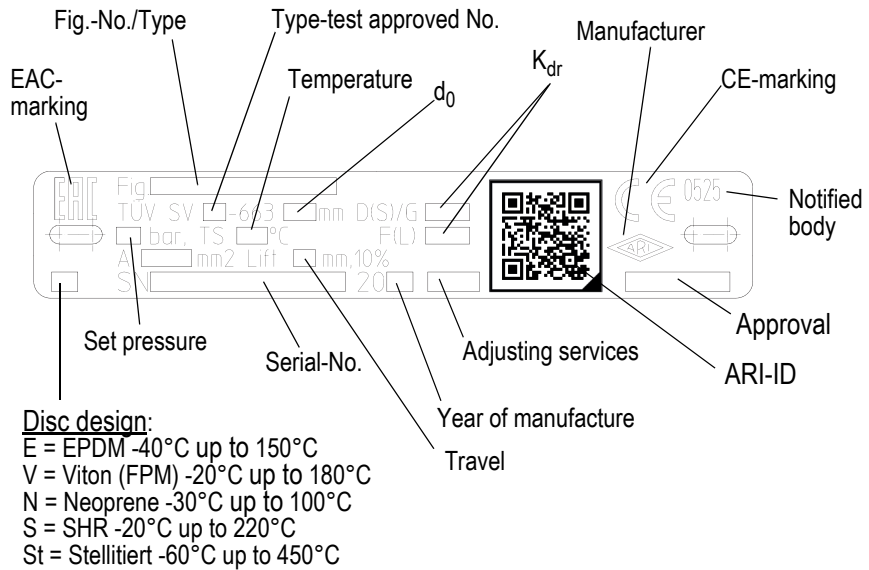 Fig.-No./Type
Type-test approved No.
Manufacturer
EAC-
marking
Temperature
d0
Kdr
CE-marking
EAC
Fig.
TÜV SV -663 mm D(S)/G
CE 0525
Notified
body
bar, TS °C F(L)
ARI
A mm2 Lift mm,10%
SN 20
Set pressure
Serial-No.
Adjusting services
Approval
ARI-ID
Year of manufacture
Travel
Disc design:
E = EPDM -40°C up to 150°C
V = Viton (FPM) -20°C up to 180°C
N = Neoprene -30°C up to 100°C
S = SHR -20°C up to 220°C
St = Stellitiert -60°C up to 450°C